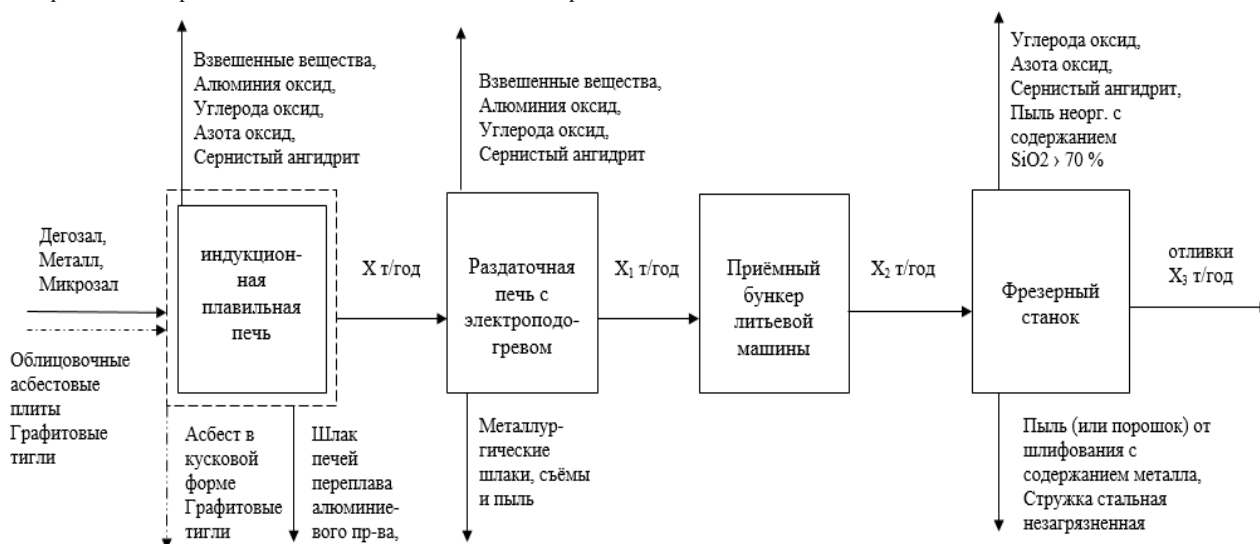 Взвешенные вещества,
Алюминия оксид,
Углерода оксид,
Азота оксид,
Сернистый ангидрит
Взвешенные вещества,
Алюминия оксид,
Углерода оксид,
Сернистый ангидрит
Углерода оксид,
Азота оксид,
Сернистый ангидрит,
Пыль неорг. с
содержанием
SiO2 › 70 %
Дегозал,
Металл,
Микрозал
индукцион-
ная
плавильная
печь
X т/год
Раздаточная
печь с
электроподо-
гревом
X₁ т/год
Приёмный
бункер
литьевой
машины
X₂ т/год
Фрезерный
станок
отливки
X₃ т/год
Облицовочные
асбестовые
плиты
Графитовые
тигли
Асбест в
кусковой
форме
Графитовые
тигли
Шлак
печей
переплава
алюминие-
вого пр-ва,
Металлур-
гические
шлаки, съёмы
и пыль
Пыль (или порошок) от
шлифования с
содержанием металла,
Стружка стальная
незагрязненная